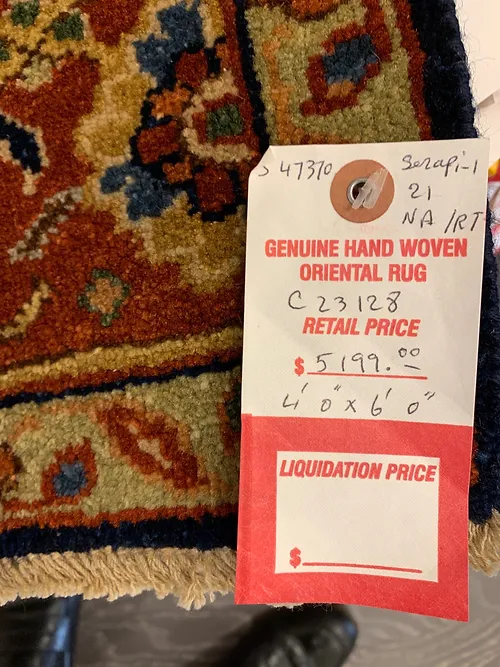 S 47370
Serapi-1
21
NA/RT
GENUINE HAND WOVEN
ORIENTAL RUG
C 23128
RETAIL PRICE
$ 5199.00
4' 0" x 6' 0"
LIQUIDATION PRICE
$